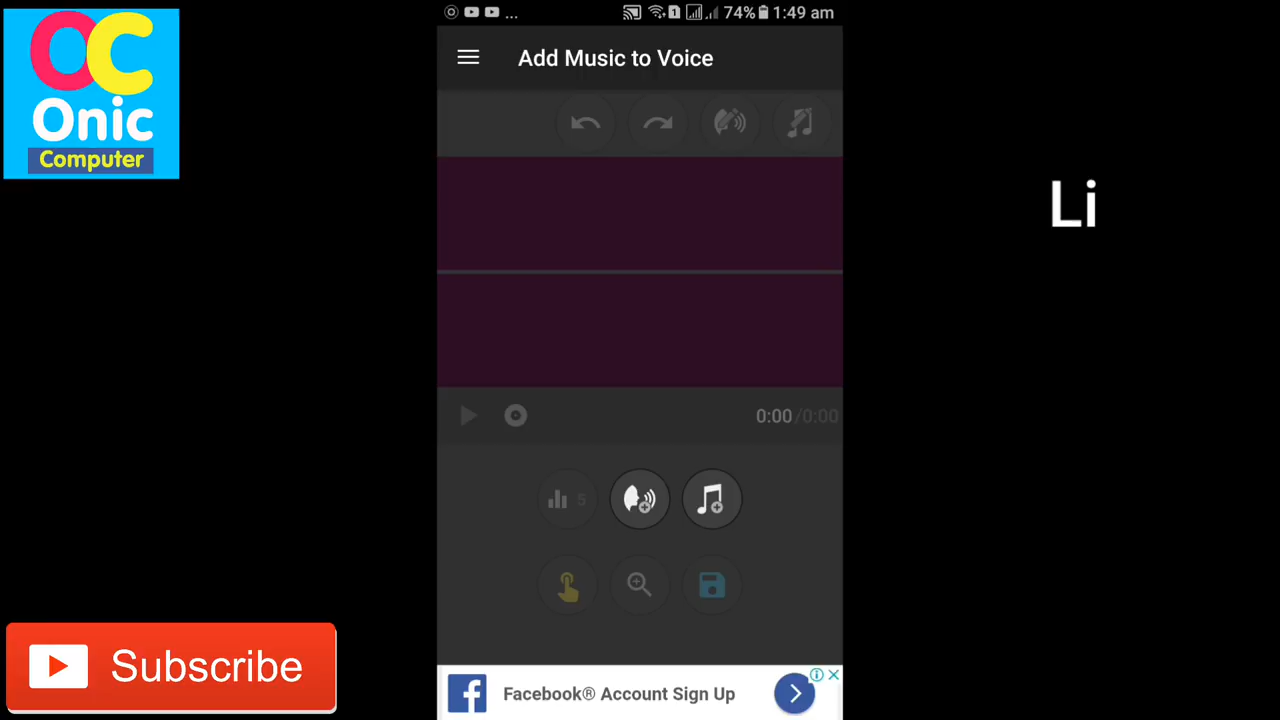 OC
Onic
Computer
... 1 74% 1:49 am
Add Music to Voice
Li
0:00/0:00
5
Subscribe
Facebook® Account Sign Up